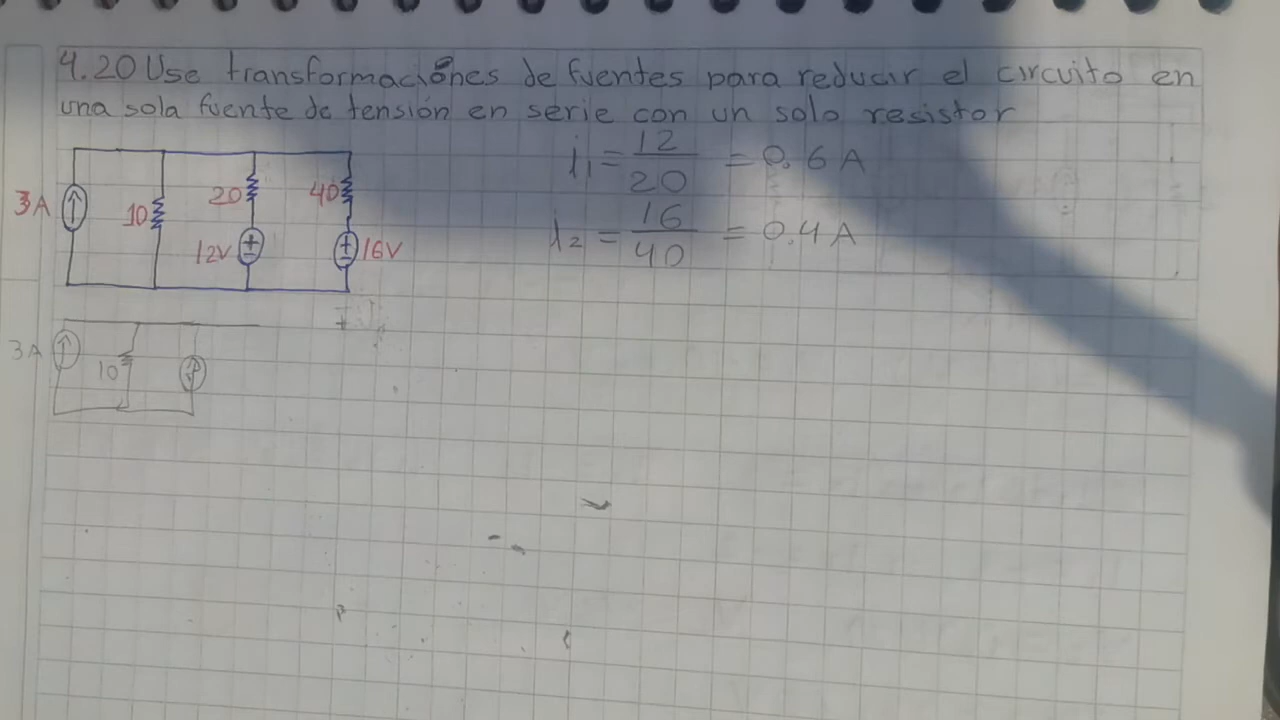 4.20 Use transformaciónes de fuentes para reducir el circuito en
una sola fuente de tensión en serie con un solo resistor
i₁ = 12/20 = 0.6 A
i₂ = 16/40 = 0.4 A
3A
10
20
40
12V
16V
3A
10